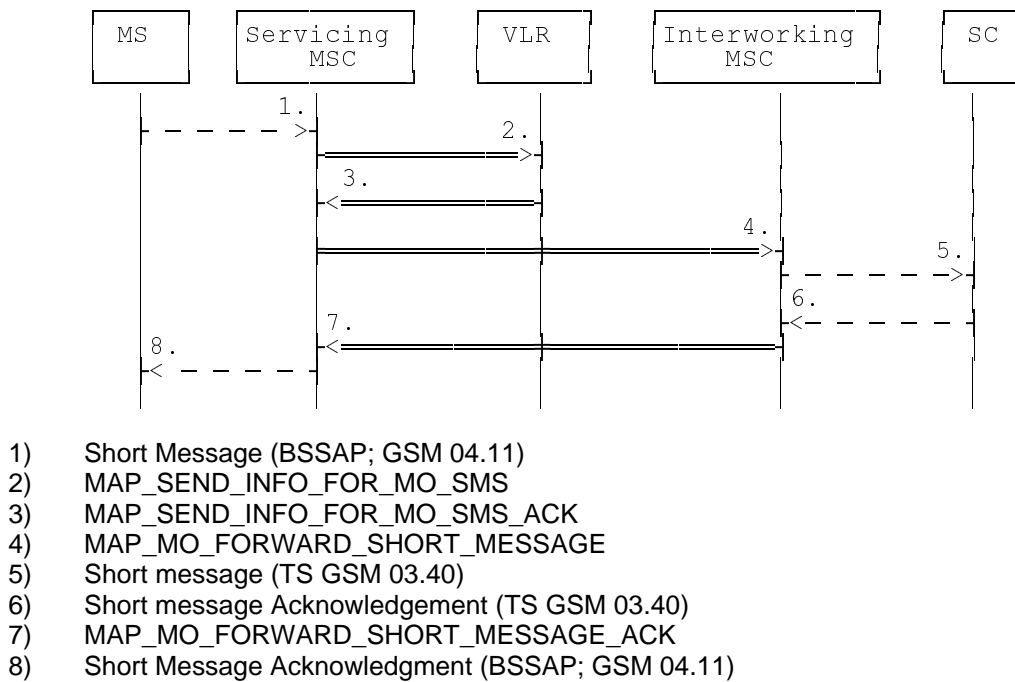 MS Servicing VLR Interworking SC
MSC MSC
1.
2.
3.
4.
5.
6.
7.
8.
1) Short Message (BSSAP; GSM 04.11)
2) MAP_SEND_INFO_FOR_MO_SMS
3) MAP_SEND_INFO_FOR_MO_SMS_ACK
4) MAP_MO_FORWARD_SHORT_MESSAGE
5) Short message (TS GSM 03.40)
6) Short message Acknowledgement (TS GSM 03.40)
7) MAP_MO_FORWARD_SHORT_MESSAGE_ACK
8) Short Message Acknowledgment (BSSAP; GSM 04.11)